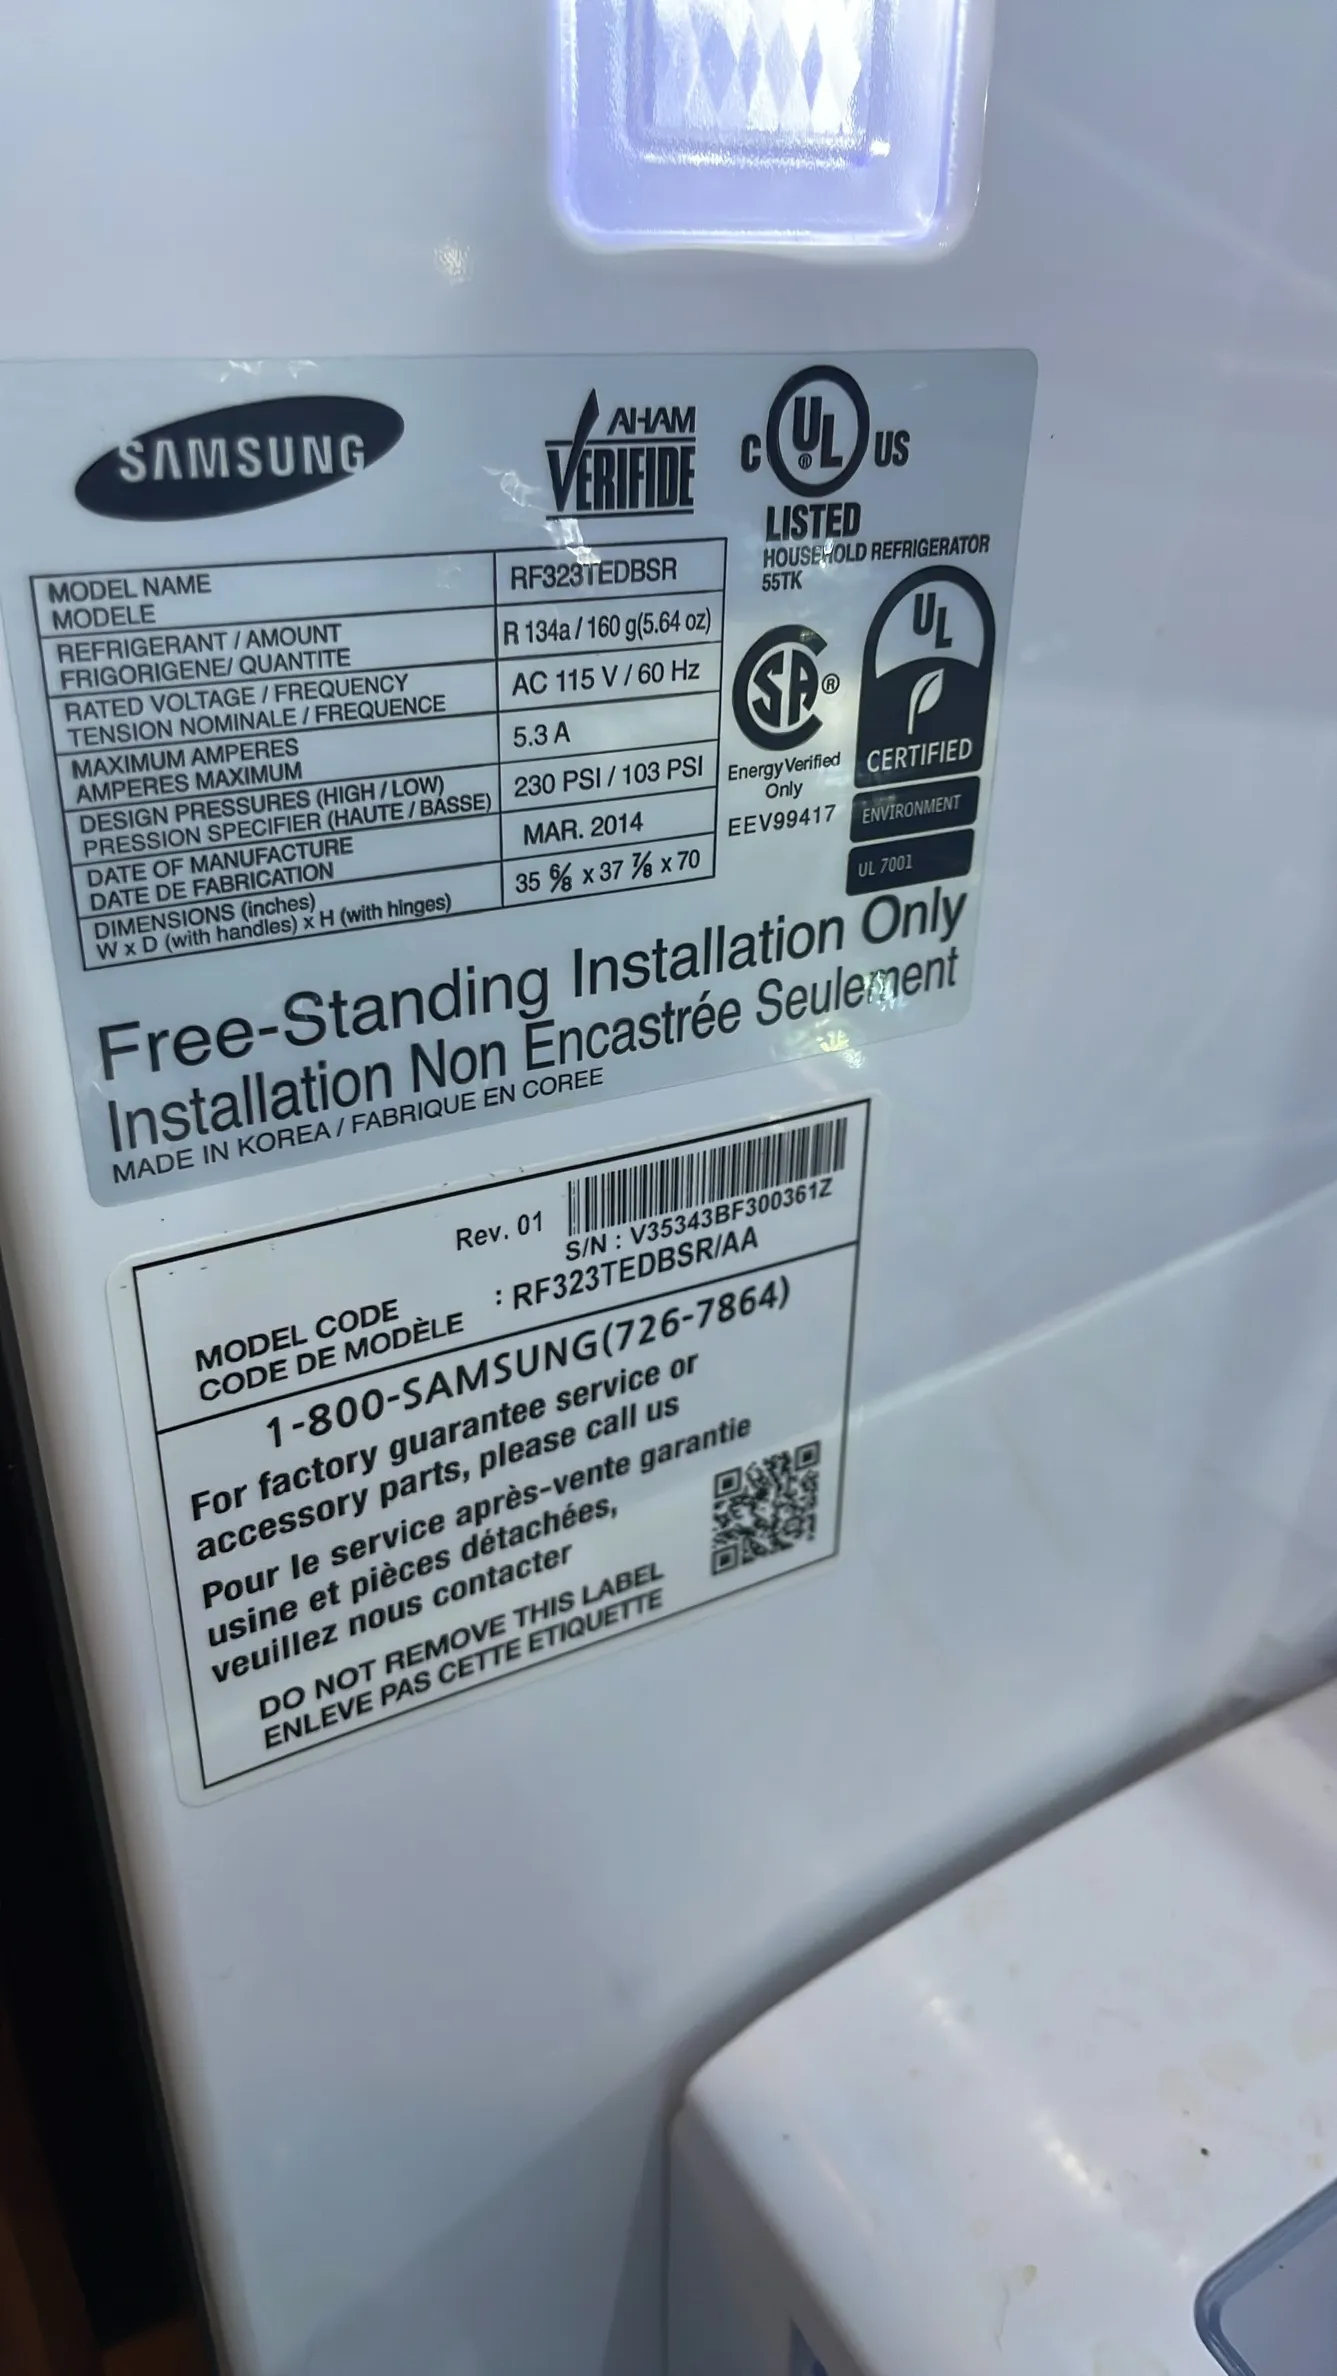 SAMSUNG
AHAM
VERIFIDE
C UL ® US
LISTED
HOUSEHOLD REFRIGERATOR
55TK
MODEL NAME
MODELE
RF323TEDBSR
REFRIGERANT / AMOUNT
FRIGORIGENE/ QUANTITE
R 134a / 160 g(5.64 oz)
RATED VOLTAGE / FREQUENCY
TENSION NOMINALE / FREQUENCE
AC 115 V / 60 Hz
MAXIMUM AMPERES
AMPERES MAXIMUM
5.3 A
DESIGN PRESSURES (HIGH / LOW)
PRESSION SPECIFIER (HAUTE / BASSE)
230 PSI / 103 PSI
DATE OF MANUFACTURE
DATE DE FABRICATION
MAR. 2014
DIMENSIONS (inches)
W x D (with handles) x H (with hinges)
35 6/8 x 37 7/8 x 70
SA ®
Energy Verified
Only
EEV99417
UL
CERTIFIED
ENVIRONMENT
UL 7001
Free-Standing Installation Only
Installation Non Encastrée Seulement
MADE IN KOREA / FABRIQUE EN COREE
Rev. 01
S/N : V35343BF300361Z
MODEL CODE
CODE DE MODÈLE
: RF323TEDBSR/AA
1-800-SAMSUNG(726-7864)
For factory guarantee service or
accessory parts, please call us
Pour le service après-vente garantie
usine et pièces détachées,
veuillez nous contacter
DO NOT REMOVE THIS LABEL
ENLEVE PAS CETTE ETIQUETTE